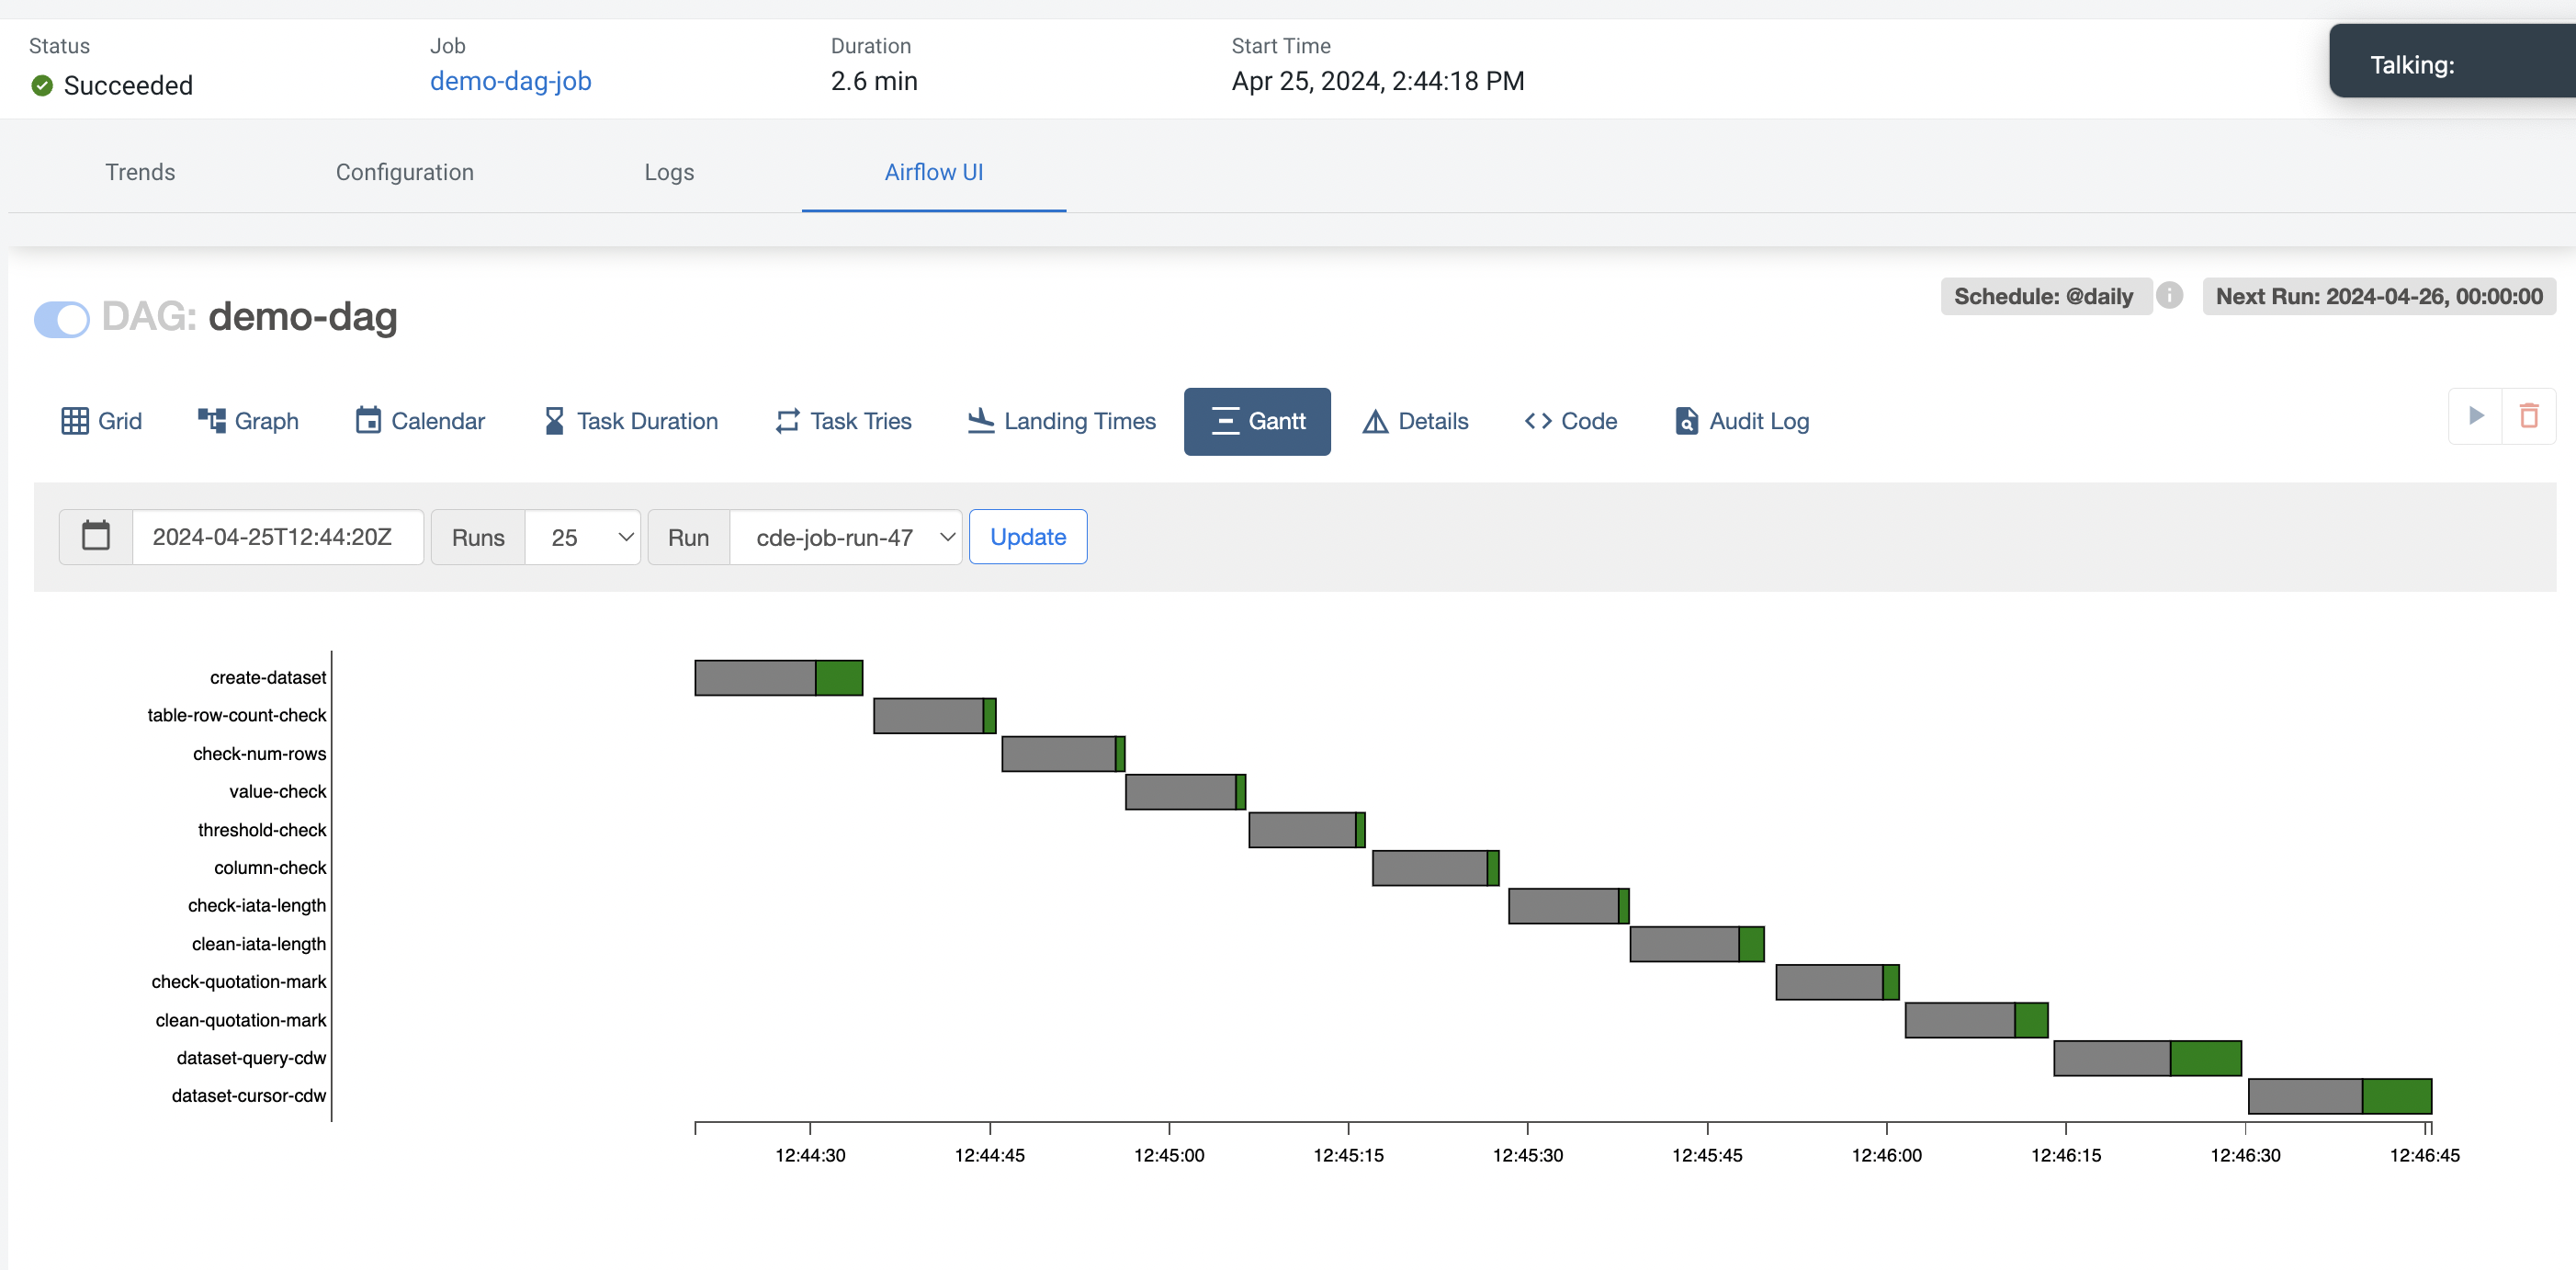 Status Job Duration Start Time
Succeeded demo-dag-job 2.6 min Apr 25, 2024, 2:44:18 PM
Talking:
Trends Configuration Logs Airflow UI
DAG: demo-dag
Schedule: @daily Next Run: 2024-04-26, 00:00:00
Grid Graph Calendar Task Duration Task Tries Landing Times Gantt Details Code Audit Log
2024-04-25T12:44:20Z Runs 25 Run cde-job-run-47 Update
create-dataset
table-row-count-check
check-num-rows
value-check
threshold-check
column-check
check-iata-length
clean-iata-length
check-quotation-mark
clean-quotation-mark
dataset-query-cdw
dataset-cursor-cdw
12:44:30 12:44:45 12:45:00 12:45:15 12:45:30 12:45:45 12:46:00 12:46:15 12:46:30 12:46:45